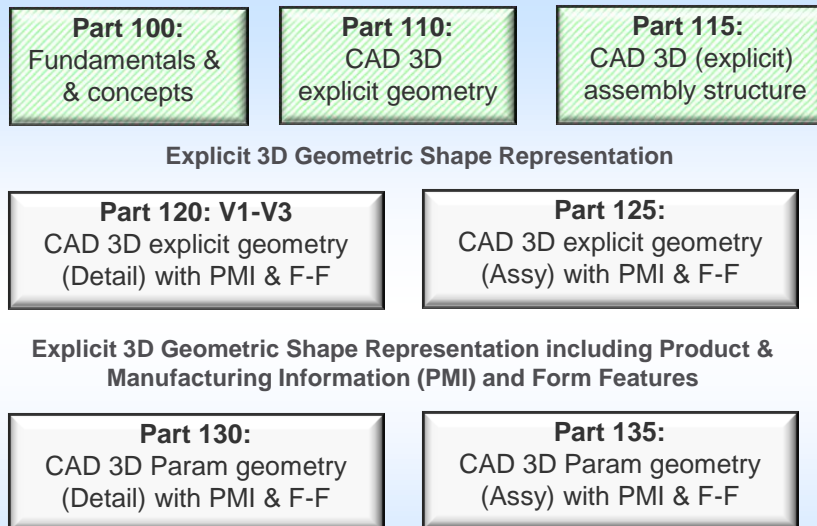 Part 100:
Fundamentals &
& concepts
Part 110:
CAD 3D
explicit geometry
Part 115:
CAD 3D (explicit)
assembly structure
Explicit 3D Geometric Shape Representation
Part 120: V1-V3
CAD 3D explicit geometry
(Detail) with PMI & F-F
Part 125:
CAD 3D explicit geometry
(Assy) with PMI & F-F
Explicit 3D Geometric Shape Representation including Product &
Manufacturing Information (PMI) and Form Features
Part 130:
CAD 3D Param geometry
(Detail) with PMI & F-F
Part 135:
CAD 3D Param geometry
(Assy) with PMI & F-F